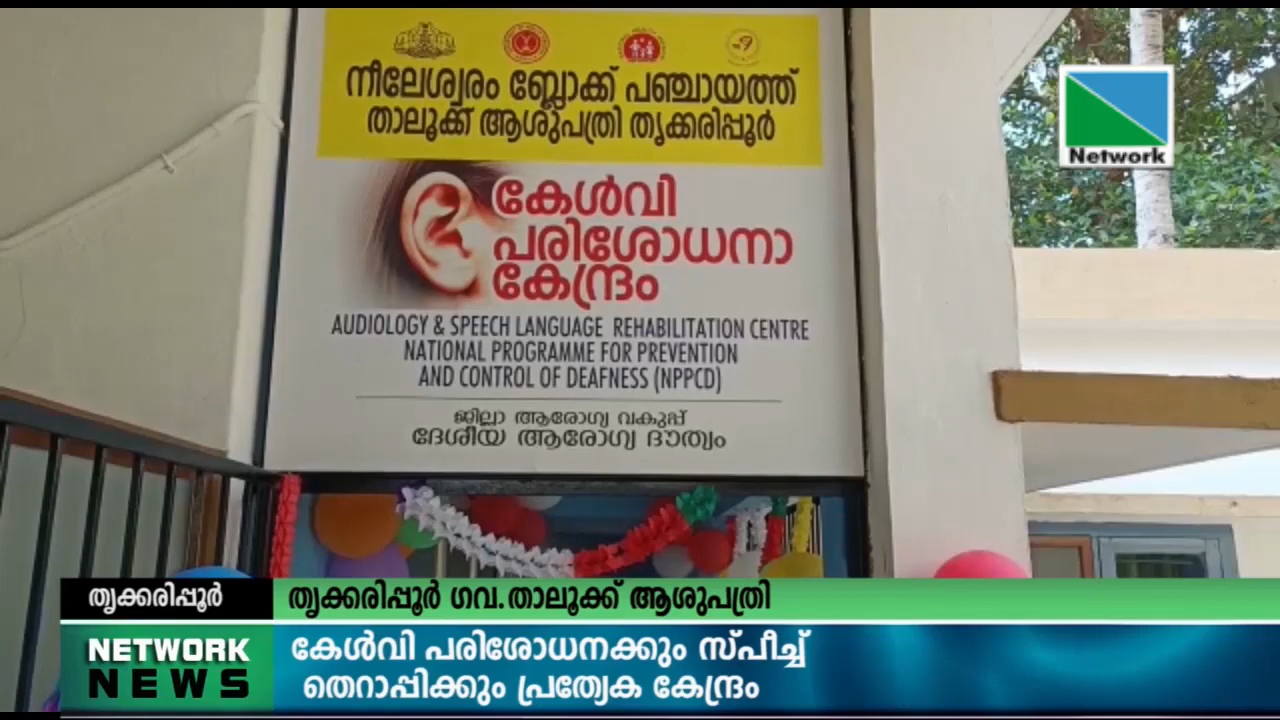 നീലേശ്വരം ബ്ലോക്ക് പഞ്ചായത്ത്
താലൂക്ക് ആശുപത്രി തൃക്കരിപ്പൂർ
Network
കേൾവി
പരിശോധനാ
കേന്ദ്രം
AUDIOLOGY & SPEECH LANGUAGE REHABILITATION CENTRE
NATIONAL PROGRAMME FOR PREVENTION
AND CONTROL OF DEAFNESS (NPPCD)
ജില്ലാ ആരോഗ്യ വകുപ്പ്
ദേശീയ ആരോഗ്യ ദൗത്യം
തൃക്കരിപ്പൂർ
തൃക്കരിപ്പൂർ ഗവ.താലൂക്ക് ആശുപത്രി
NETWORK
NEWS
കേൾവി പരിശോധനക്കും സ്പീച്ച്
തെറാപ്പിക്കും പ്രത്യേക കേന്ദ്രം